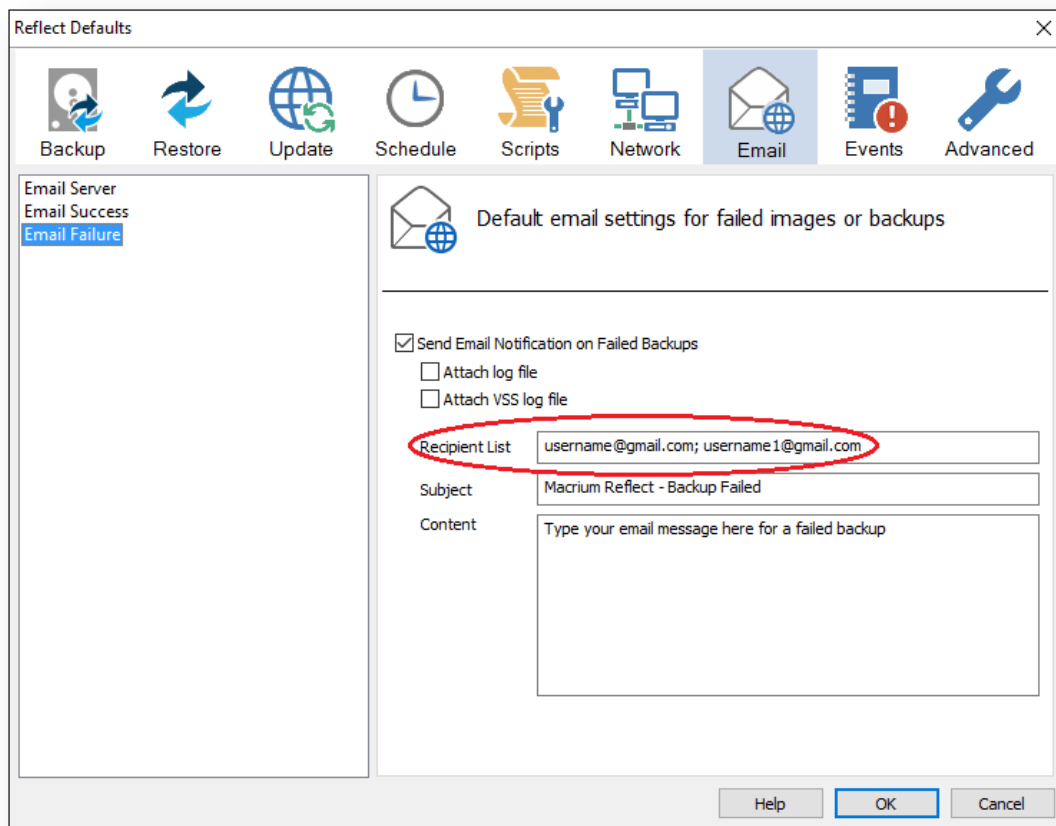 Reflect Defaults
Backup Restore Update Schedule Scripts Network Email Events Advanced
Email Server
Email Success
Email Failure
Default email settings for failed images or backups
Send Email Notification on Failed Backups
Attach log file
Attach VSS log file
Recipient List username@gmail.com; username1@gmail.com
Subject Macrium Reflect - Backup Failed
Content Type your email message here for a failed backup
Help OK Cancel